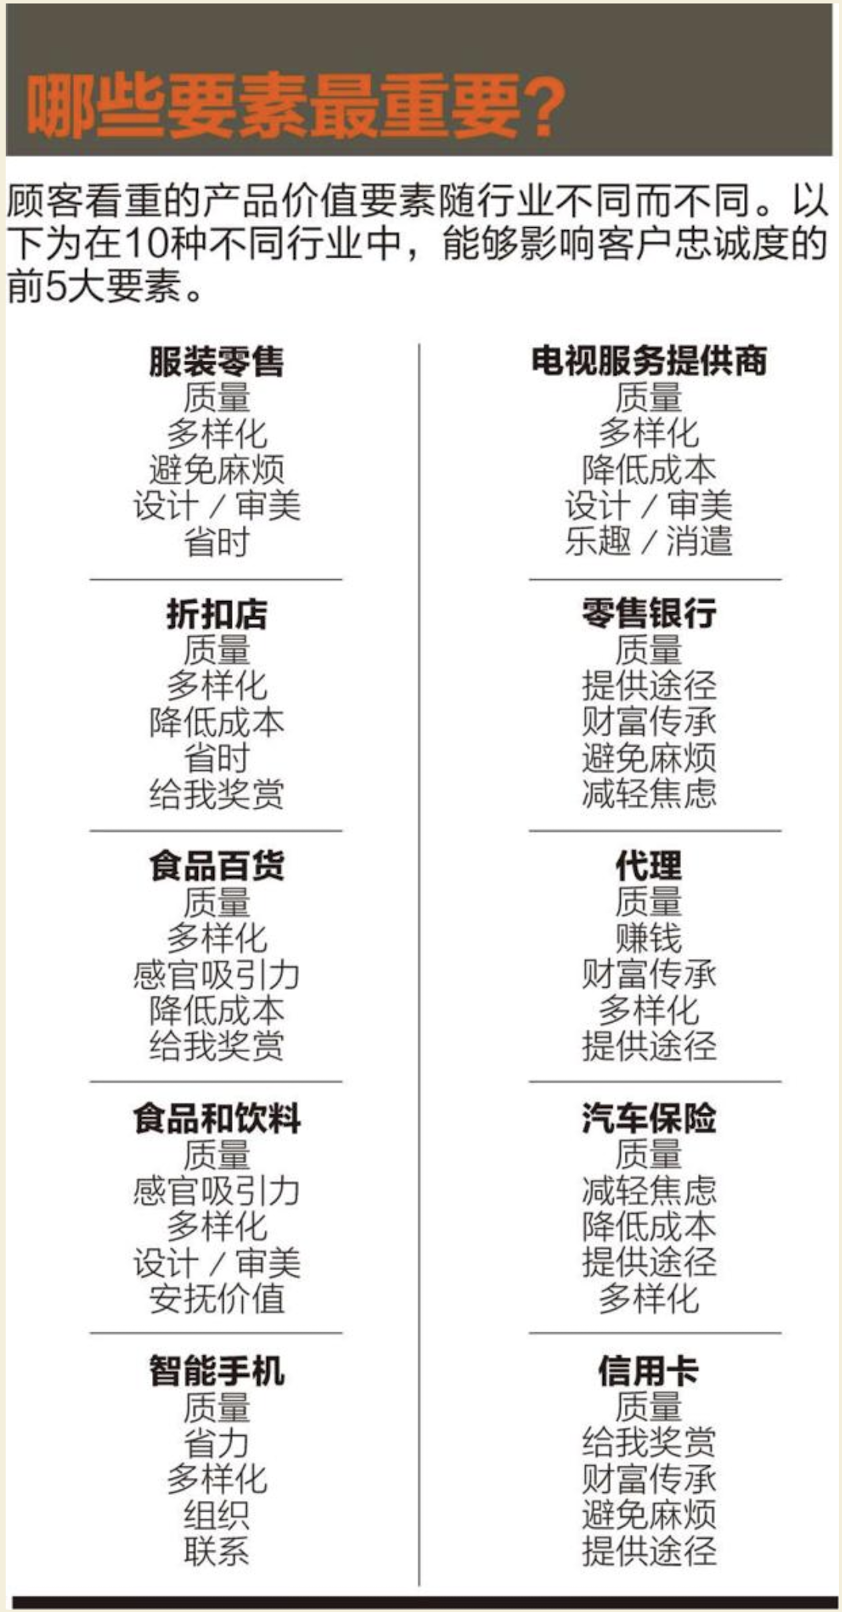 哪些要素最重要?
顾客看重的产品价值要素随行业不同而不同。以
下为在10种不同行业中，能够影响客户忠诚度的
前5大要素。
服装零售
质量
多样化
避免麻烦
设计 / 审美
省时
折扣店
质量
多样化
降低成本
省时
给我奖赏
食品百货
质量
多样化
感官吸引力
降低成本
给我奖赏
食品和饮料
质量
感官吸引力
多样化
设计 / 审美
安抚价值
智能手机
质量
省力
多样化
组织
联系
电视服务提供商
质量
多样化
降低成本
设计 / 审美
乐趣 / 消遣
零售银行
质量
提供途径
财富传承
避免麻烦
减轻焦虑
代理
质量
赚钱
财富传承
多样化
提供途径
汽车保险
质量
减轻焦虑
降低成本
提供途径
多样化
信用卡
质量
给我奖赏
财富传承
避免麻烦
提供途径